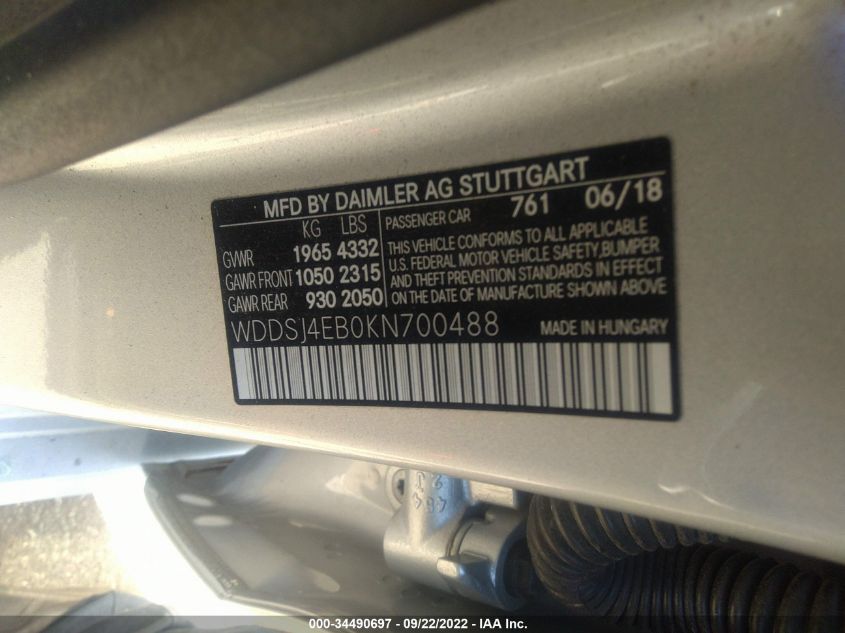 MFD BY DAIMLER AG STUTTGART
KG LBS
PASSENGER CAR 761 06/18
GVWR 1965 4332
GAWR FRONT 1050 2315
GAWR REAR 930 2050
THIS VEHICLE CONFORMS TO ALL APPLICABLE
U.S. FEDERAL MOTOR VEHICLE SAFETY, BUMPER
AND THEFT PREVENTION STANDARDS IN EFFECT
ON THE DATE OF MANUFACTURE SHOWN ABOVE
WDDSJ4EB0KN700488
MADE IN HUNGARY
000-34490697 - 09/22/2022 - IAA Inc.